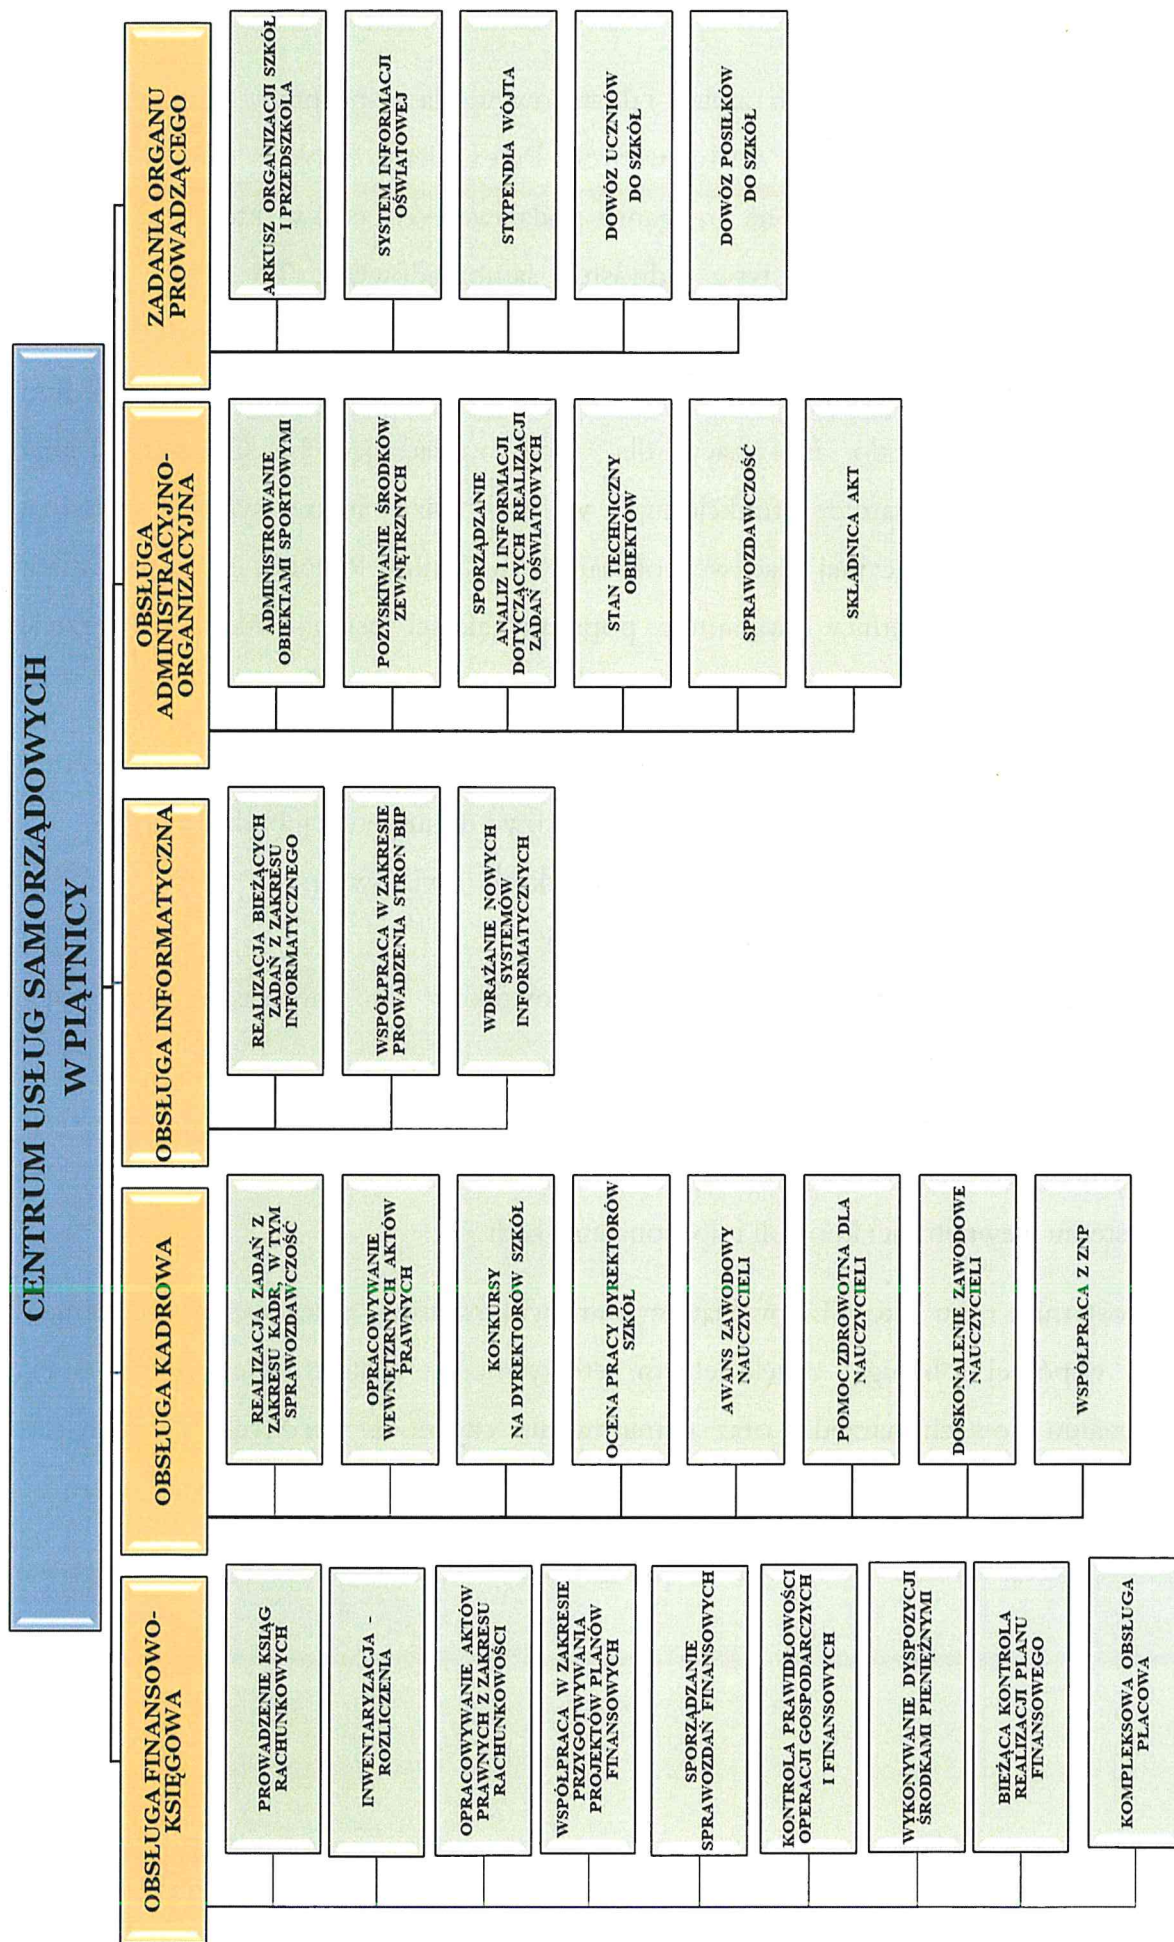 CENTRUM USŁUG SAMORZĄDOWYCH
W PIĄTNICY
OBSŁUGA FINANSOWO-
KSIĘGOWA
PROWADZENIE KSIĄG
RACHUNKOWYCH
INWENTARYZACJA -
ROZLICZENIA
OPRACOWYWANIE AKTÓW
PRAWNYCH Z ZAKRESU
RACHUNKOWOŚCI
WSPÓŁPRACA W ZAKRESIE
PRZYGOTWYWANIA
PROJEKTÓW PLANÓW
FINANSOWYCH
SPORZĄDZANIE
SPRAWOZDAŃ FINANSOWYCH
KONTROLA PRAWIDŁOWOŚCI
OPERACJI GOSPODARCZYCH
I FINANSOWYCH
WYKONYWANIE DYSPOZYCJI
ŚRODKAMI PIENIĘŻNYMI
BIEŻĄCA KONTROLA
REALIZACJI PLANU
FINANSOWEGO
KOMPLEKSOWA OBSŁUGA
PŁACOWA
OBSŁUGA KADROWA
REALIZACJA ZADAŃ Z
ZAKRESU KADR, W TYM
SPRAWOZDAWCZOŚĆ
OPRACOWYWANIE
WEWNĘTZRNYCH AKTÓW
PRAWNYCH
KONKURSY
NA DYREKTORÓW SZKÓŁ
OCENA PRACY DYREKTORÓW
SZKÓŁ
AWANS ZAWODOWY
NAUCZYCIELI
POMOC ZDROWOTNA DLA
NAUCZYCIELI
DOSKONALENIE ZAWODOWE
NAUCZYCIELI
WSPÓŁPRACA Z ZNP
OBSŁUGA INFORMATYCZNA
REALIZACJA BIEŻĄCYCH
ZADAŃ Z ZAKRESU
INFORMATYCZNEGO
WSPÓŁPRACA W ZAKRESIE
PROWADZENIA STRON BIP
WDRAŻANIE NOWYCH
SYSTEMÓW
INFORMATYCZNYCH
OBSŁUGA
ADMINISTRACYJNO-
ORGANIZACYJNA
ADMINISTROWANIE
OBIEKTAMI SPORTOWYMI
POZYSKIWANIE ŚRODKÓW
ZEWNĘTRZNYCH
SPORZĄDZANIE
ANALIZ I INFORMACJI
DOTYCZĄCYCH REALIZACJI
ZADAŃ OŚWIATOWYCH
STAN TECHNICZNY
OBIEKTÓW
SPRAWOZDAWCZOŚĆ
SKŁADNICA AKT
ZADANIA ORGANU
PROWADZĄCEGO
ARKUSZ ORGANIZACJI SZKÓŁ
I PRZEDSZKOLA
SYSTEM INFORMACJI
OŚWIATOWEJ
STYPENDIA WÓJTA
DOWÓZ UCZNIÓW
DO SZKÓŁ
DOWÓZ POSIŁKÓW
DO SZKÓŁ